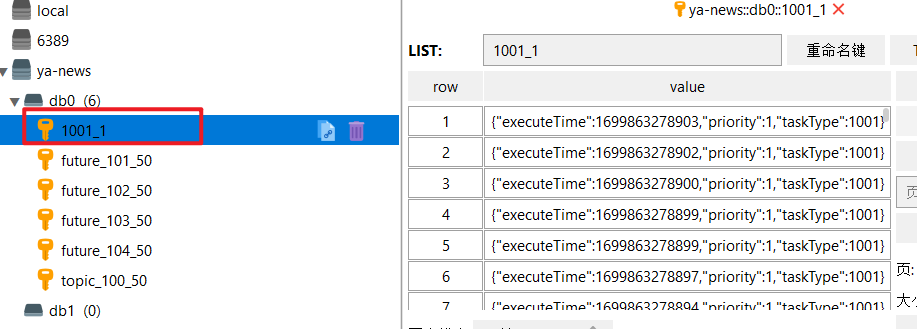 local
6389
ya-news
db0 (6)
1001_1
future_101_50
future_102_50
future_103_50
future_104_50
topic_100_50
db1 (0)
ya-news::db0::1001_1
LIST: 1001_1 重命名键
row value
1 {"executeTime":1699863278903,"priority":1,"taskType":1001}
2 {"executeTime":1699863278902,"priority":1,"taskType":1001}
3 {"executeTime":1699863278900,"priority":1,"taskType":1001}
4 {"executeTime":1699863278899,"priority":1,"taskType":1001}
5 {"executeTime":1699863278899,"priority":1,"taskType":1001}
6 {"executeTime":1699863278897,"priority":1,"taskType":1001}
7 {"executeTime":1699863278894,"priority":1,"taskType":1001}
页
页:
大小